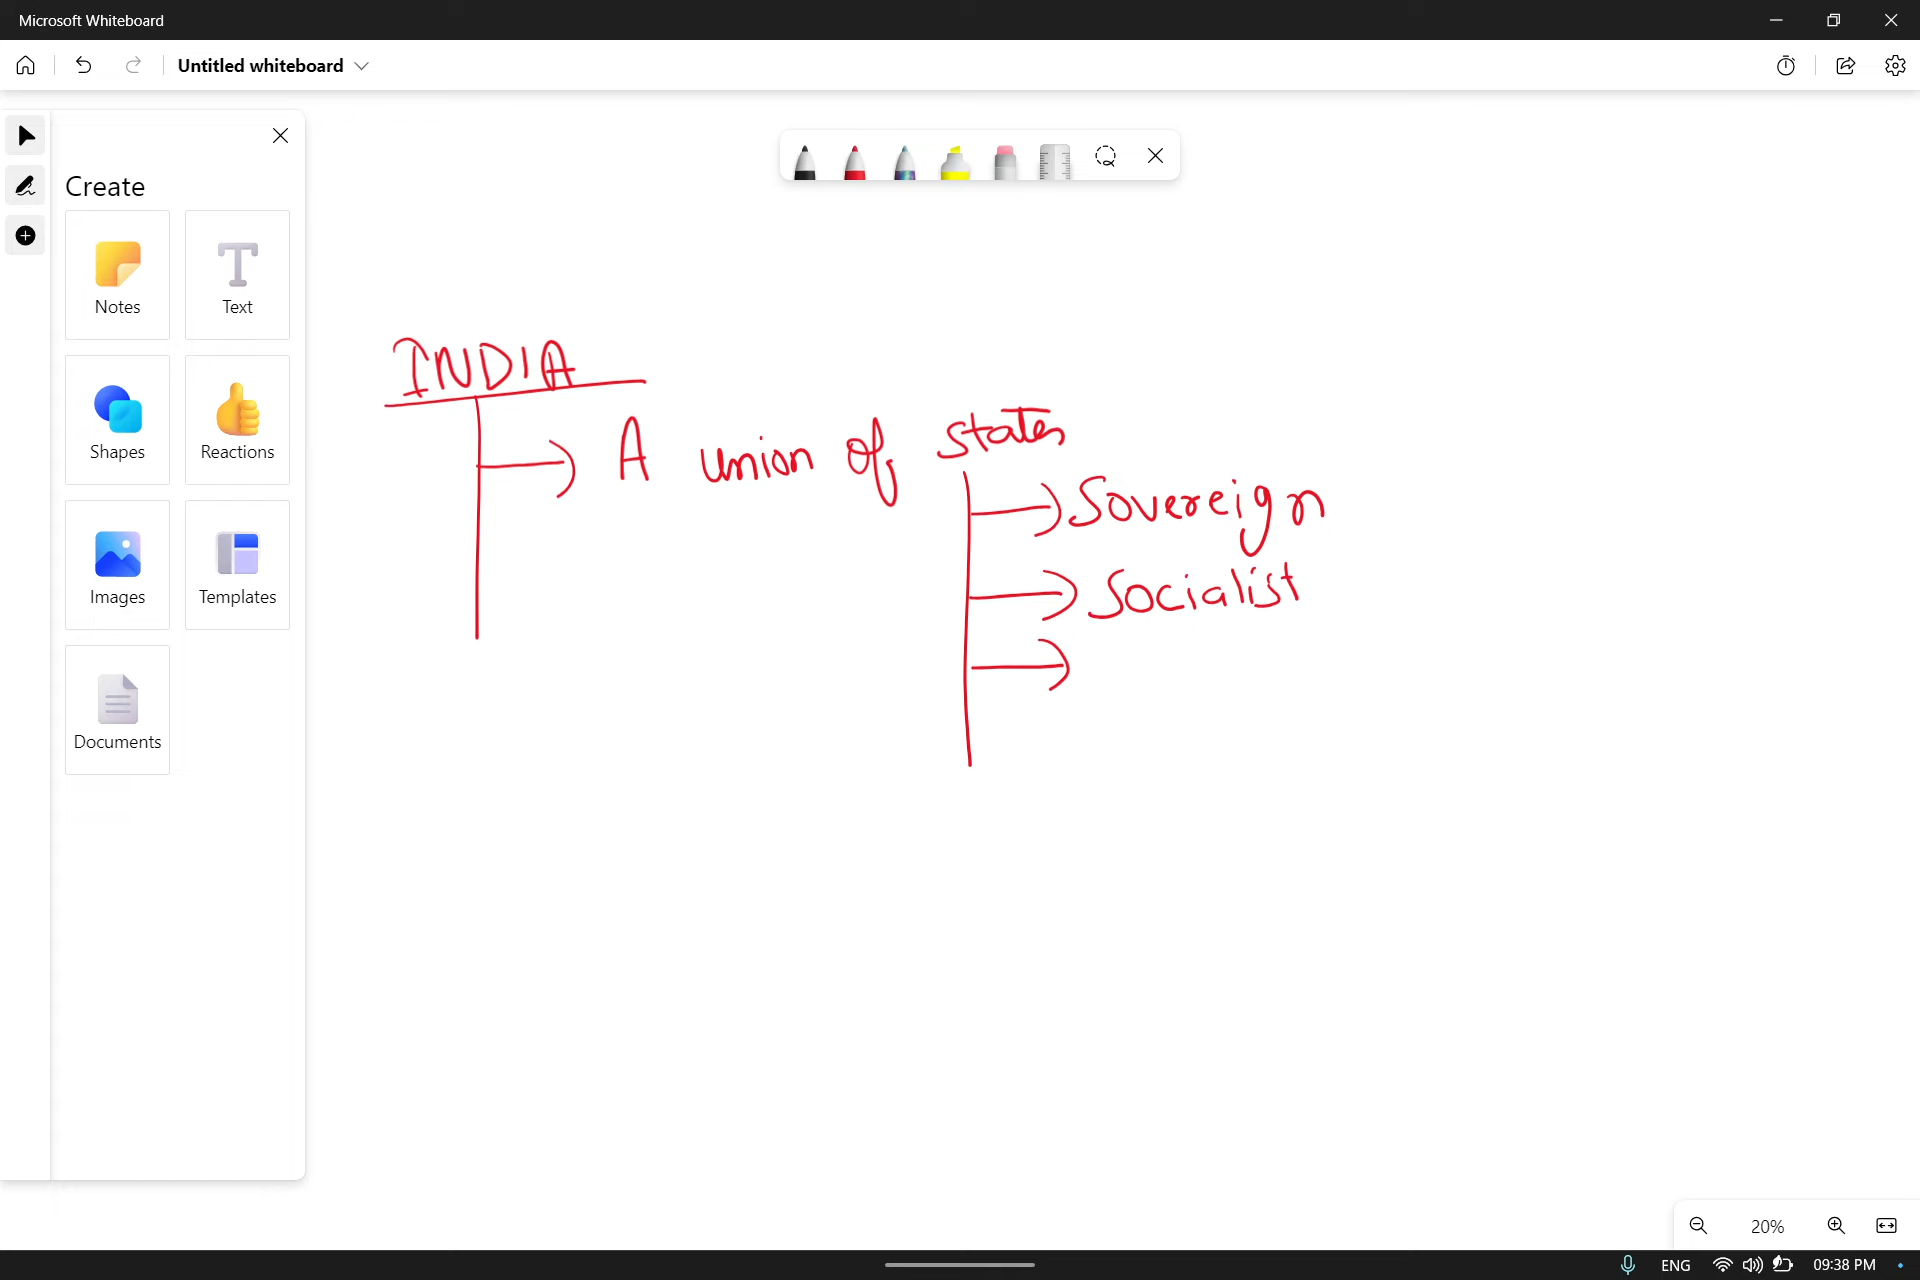 Microsoft Whiteboard
Untitled whiteboard
Create
Notes
Text
Shapes
Reactions
Images
Templates
Documents
INDIA
A union of states
Sovereign
Socialist
20%
ENG
09:38 PM